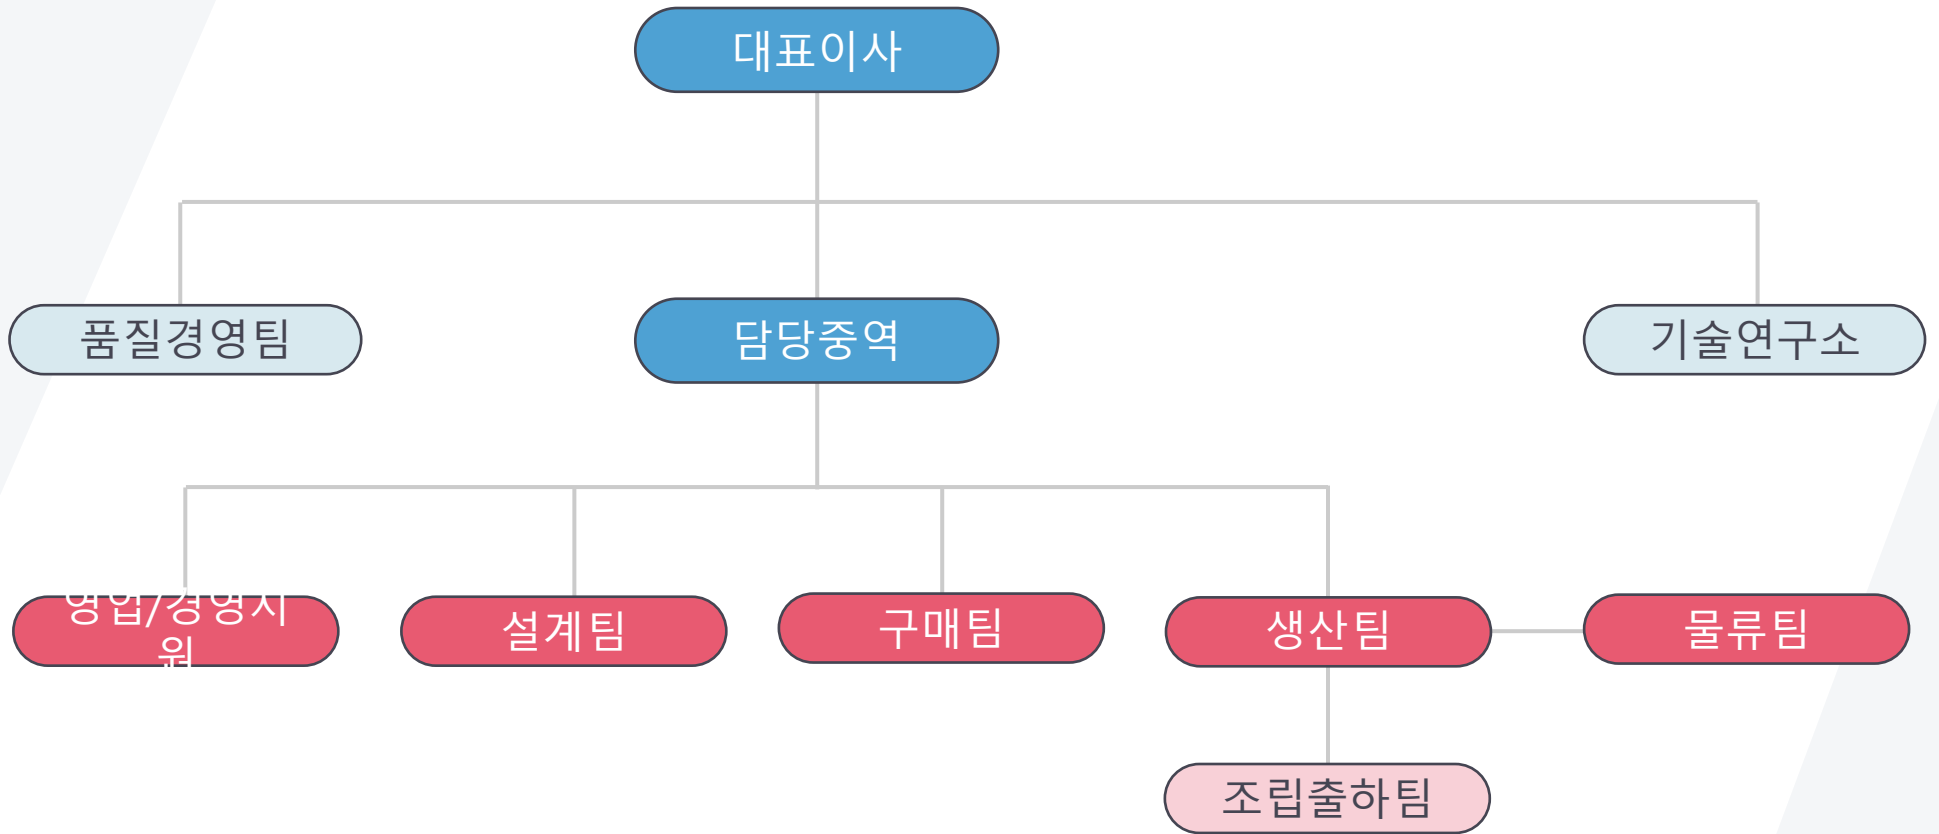 대표이사
품질경영팀
담당중역
기술연구소
영업/경영지
원
설계팀
구매팀
생산팀
물류팀
조립출하팀